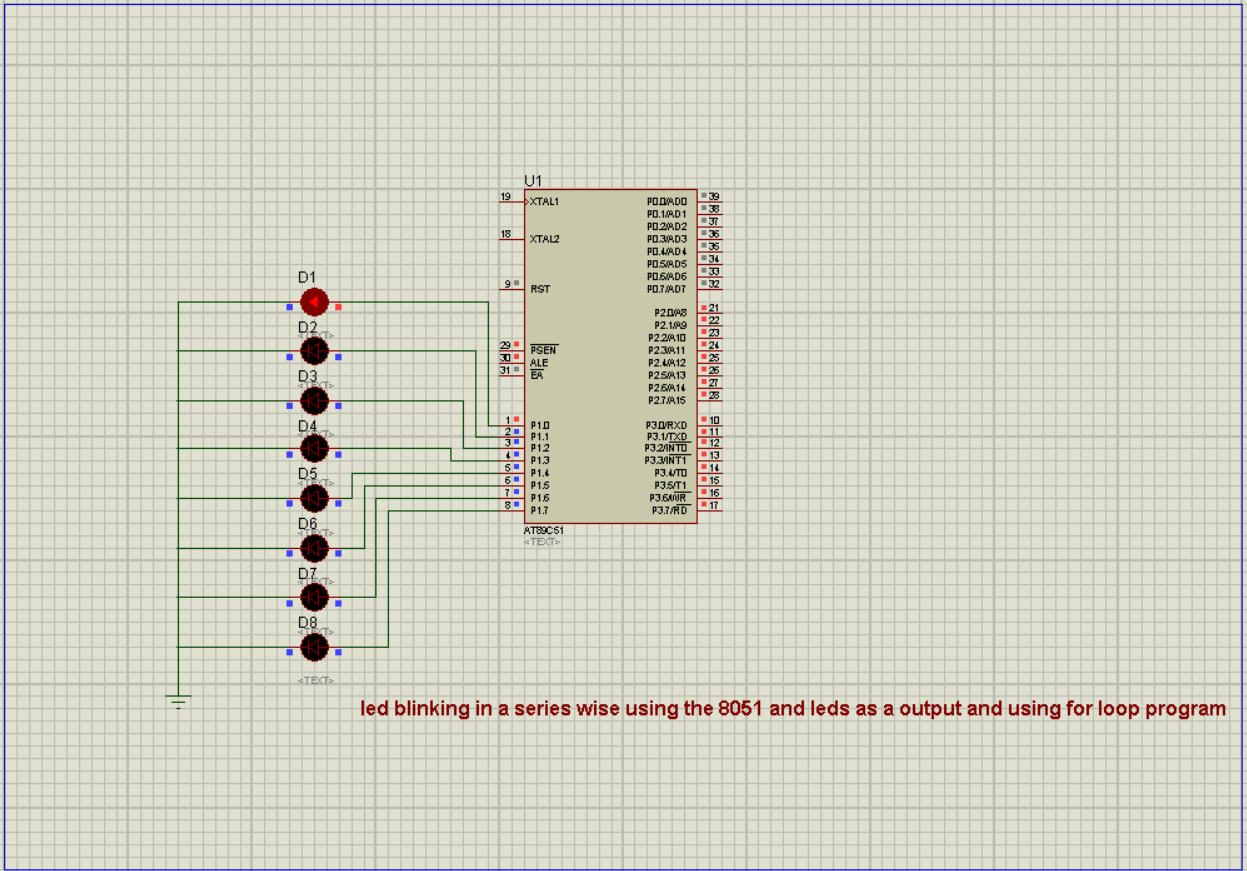 U1
19 XTAL1
18 XTAL2
9 RST
29 PSEN
30 ALE
31 EA
1 P1.0
2 P1.1
3 P1.2
4 P1.3
5 P1.4
6 P1.5
7 P1.6
8 P1.7
P0.0/AD0 39
P0.1/AD1 38
P0.2/AD2 37
P0.3/AD3 36
P0.4/AD4 35
P0.5/AD5 34
P0.6/AD6 33
P0.7/AD7 32
P2.0/A8 21
P2.1/A9 22
P2.2/A10 23
P2.3/A11 24
P2.4/A12 25
P2.5/A13 26
P2.6/A14 27
P2.7/A15 28
P3.0/RXD 10
P3.1/TXD 11
P3.2/INT0 12
P3.3/INT1 13
P3.4/T0 14
P3.5/T1 15
P3.6/WR 16
P3.7/RD 17
AT89C51
<TEXT>
D1
<TEXT>
D2
<TEXT>
D3
<TEXT>
D4
<TEXT>
D5
<TEXT>
D6
<TEXT>
D7
<TEXT>
D8
<TEXT>
led blinking in a series wise using the 8051 and leds as a output and using for loop program